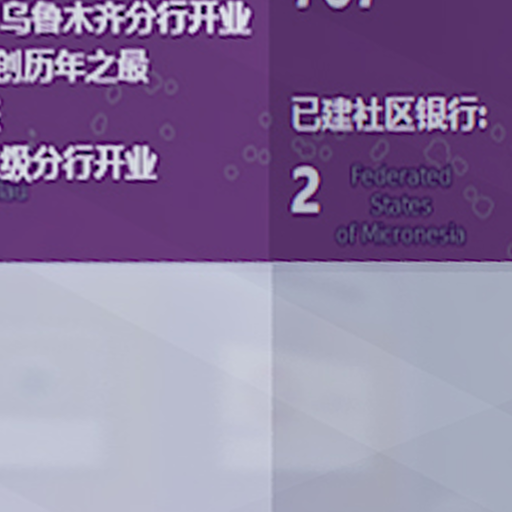 乌鲁木齐分行开业
创历年之最
级分行开业
已建社区银行:
2
Federated
States
of Micronesia